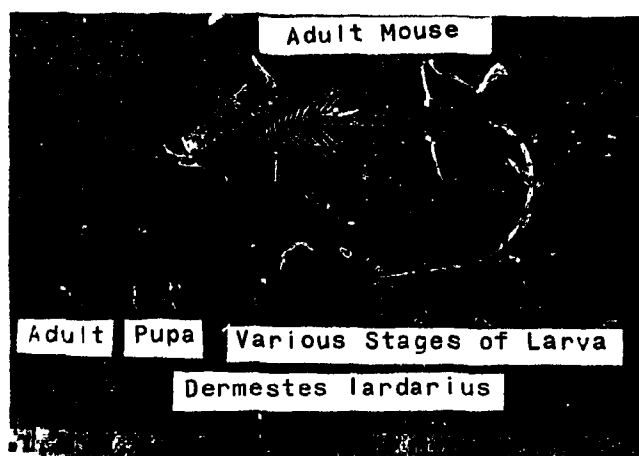 Adult Mouse
Adult Pupa Various Stages of Larva
Dermestes lardarius